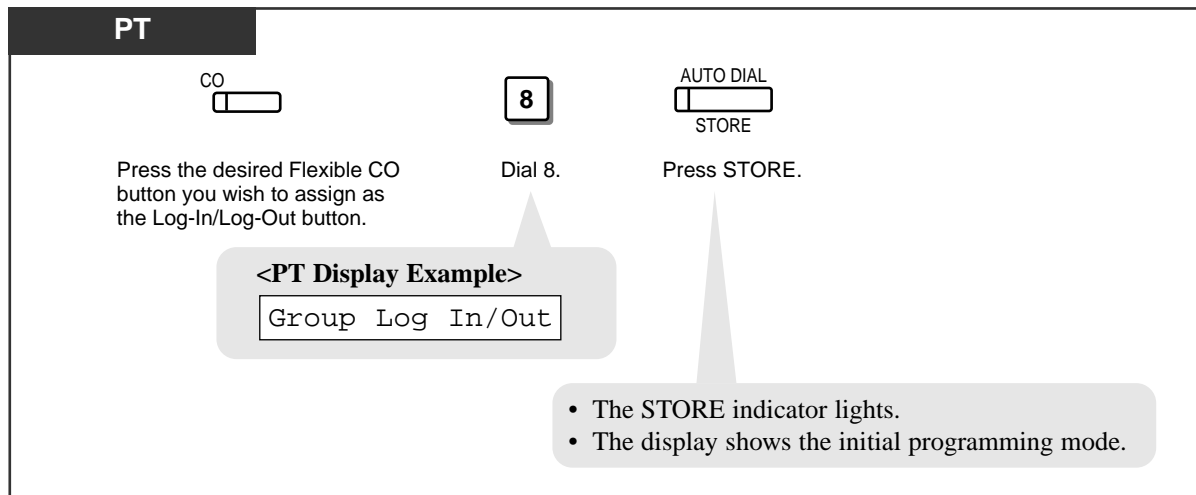 PT
CO
8
AUTO DIAL
STORE
Press the desired Flexible CO
button you wish to assign as
the Log-In/Log-Out button.
Dial 8.
Press STORE.
<PT Display Example>
Group Log In/Out
• The STORE indicator lights.
• The display shows the initial programming mode.